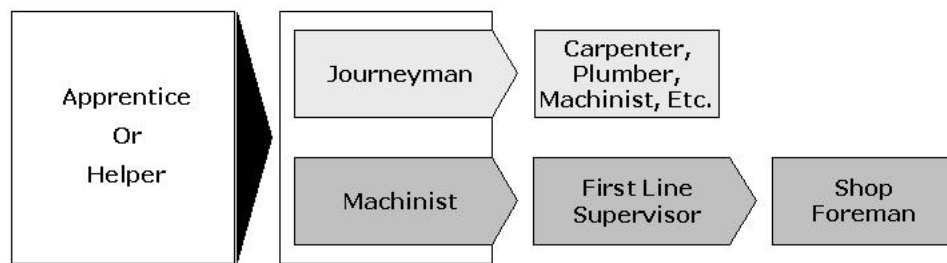 Apprentice
Or
Helper
Journeyman
Carpenter,
Plumber,
Machinist, Etc.
Machinist
First Line
Supervisor
Shop
Foreman